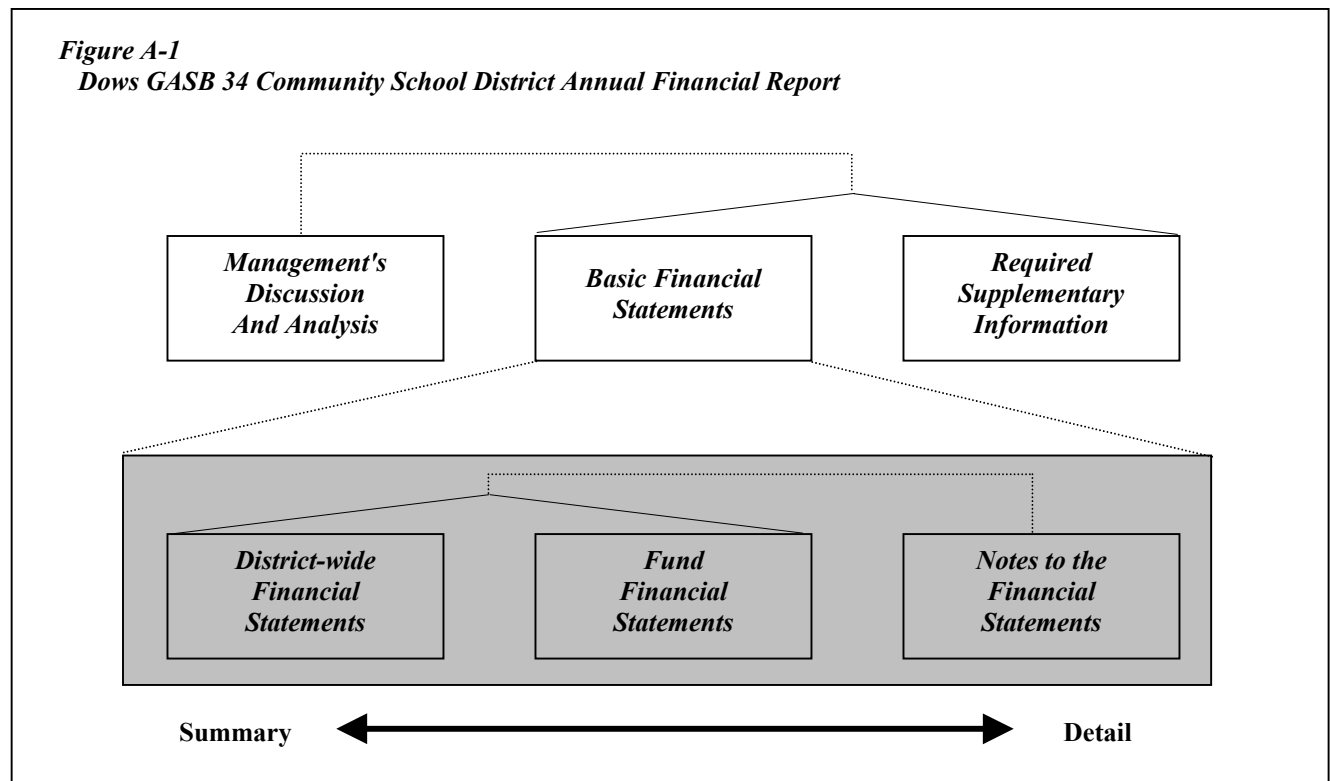 Figure A-1
Dows GASB 34 Community School District Annual Financial Report
Management's
Discussion
And Analysis
Basic Financial
Statements
Required
Supplementary
Information
District-wide
Financial
Statements
Fund
Financial
Statements
Notes to the
Financial
Statements
Summary
Detail